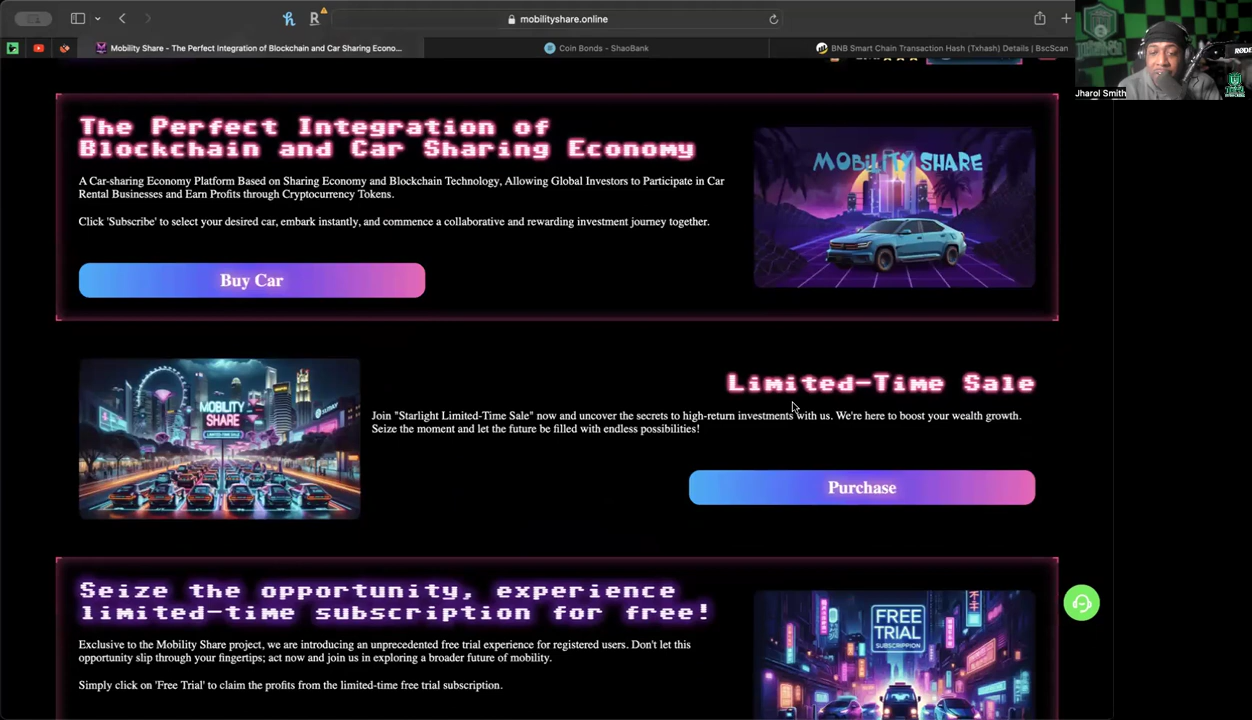 mobilityshare.online
Mobility Share - The Perfect Integration of Blockchain and Car Sharing Econo...
Coin Bonds - ShaoBank
BNB Smart Chain Transaction Hash (Txhash) Details | BscScan
RØDE
Jharol Smith
The Perfect Integration of
Blockchain and Car Sharing Economy
A Car-sharing Economy Platform Based on Sharing Economy and Blockchain Technology, Allowing Global Investors to Participate in Car
Rental Businesses and Earn Profits through Cryptocurrency Tokens.
Click 'Subscribe' to select your desired car, embark instantly, and commence a collaborative and rewarding investment journey together.
Buy Car
MOBILITY SHARE
MOBILITY
SHARE
LIMITED-TIME SALE
Limited-Time Sale
Join "Starlight Limited-Time Sale" now and uncover the secrets to high-return investments with us. We're here to boost your wealth growth.
Seize the moment and let the future be filled with endless possibilities!
Purchase
Seize the opportunity, experience
limited-time subscription for free!
Exclusive to the Mobility Share project, we are introducing an unprecedented free trial experience for registered users. Don't let this
opportunity slip through your fingertips; act now and join us in exploring a broader future of mobility.
Simply click on 'Free Trial' to claim the profits from the limited-time free trial subscription.
FREE
TRIAL